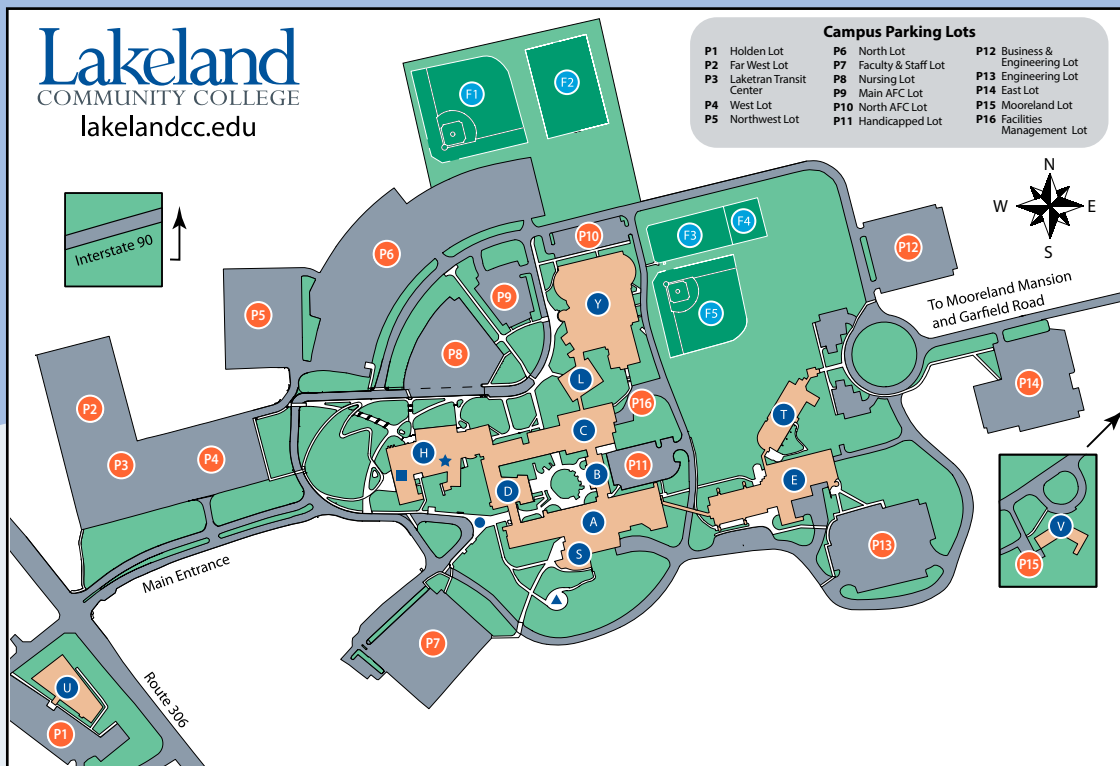 Lakeland
COMMUNITY COLLEGE
lakelandcc.edu
Campus Parking Lots
P1 Holden Lot
P2 Far West Lot
P3 Laketran Transit
Center
P4 West Lot
P5 Northwest Lot
P6 North Lot
P7 Faculty & Staff Lot
P8 Nursing Lot
P9 Main AFC Lot
P10 North AFC Lot
P11 Handicapped Lot
P12 Business &
Engineering Lot
P13 Engineering Lot
P14 East Lot
P15 Mooreland Lot
P16 Facilities
Management Lot
N
W E
S
Interstate 90
F1
F2
F3
F4
F5
P10
P12
P6
P9
P5
P8
Y
To Mooreland Mansion
and Garfield Road
L
P16
T
P14
P2
P3
P4
H
C
D
B
P11
E
A
S
P13
V
P15
Main Entrance
P7
Route 306
U
P1